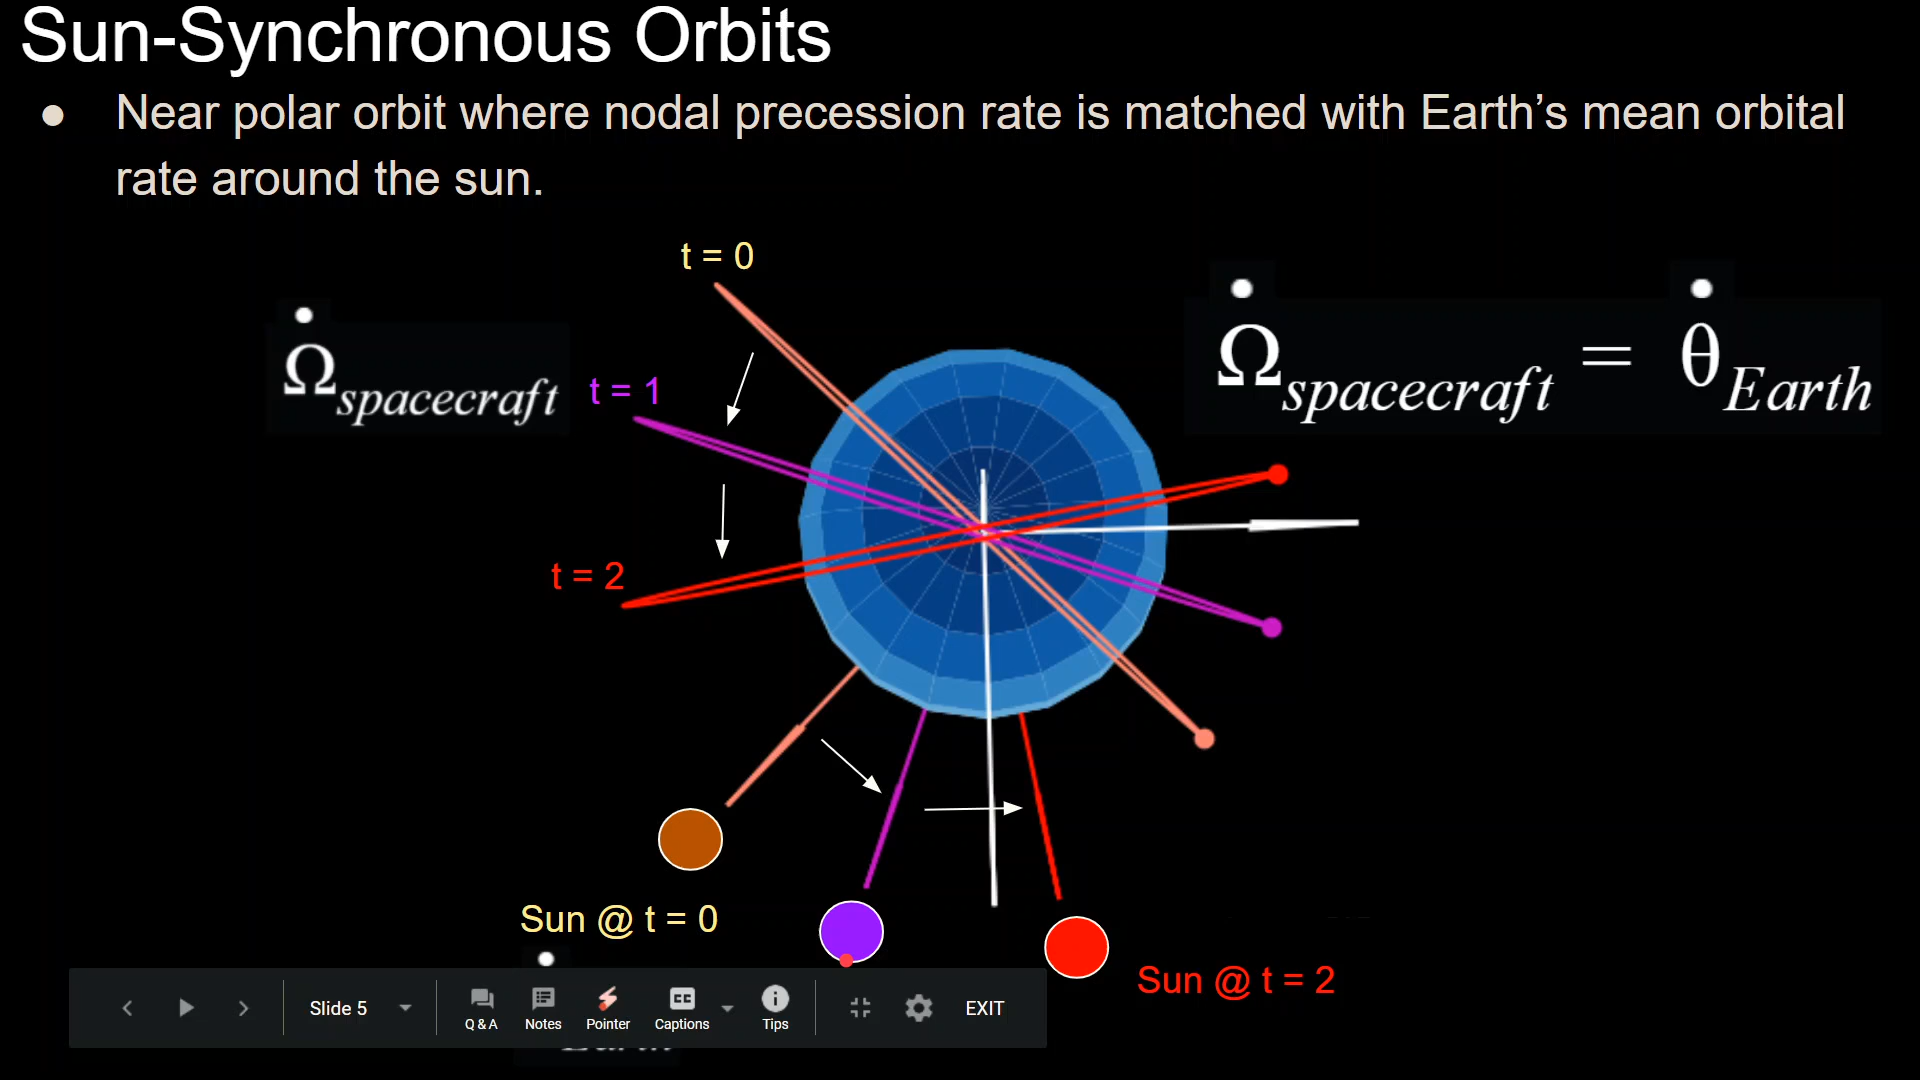 Sun-Synchronous Orbits
● Near polar orbit where nodal precession rate is matched with Earth’s mean orbital
rate around the sun.
t = 0
Ω̇spacecraft
t = 1
Ω̇spacecraft = θ̇Earth
t = 2
Sun @ t = 0
Sun @ t = 2
Slide 5
Q & A
Notes
Pointer
CC
Captions
Tips
EXIT